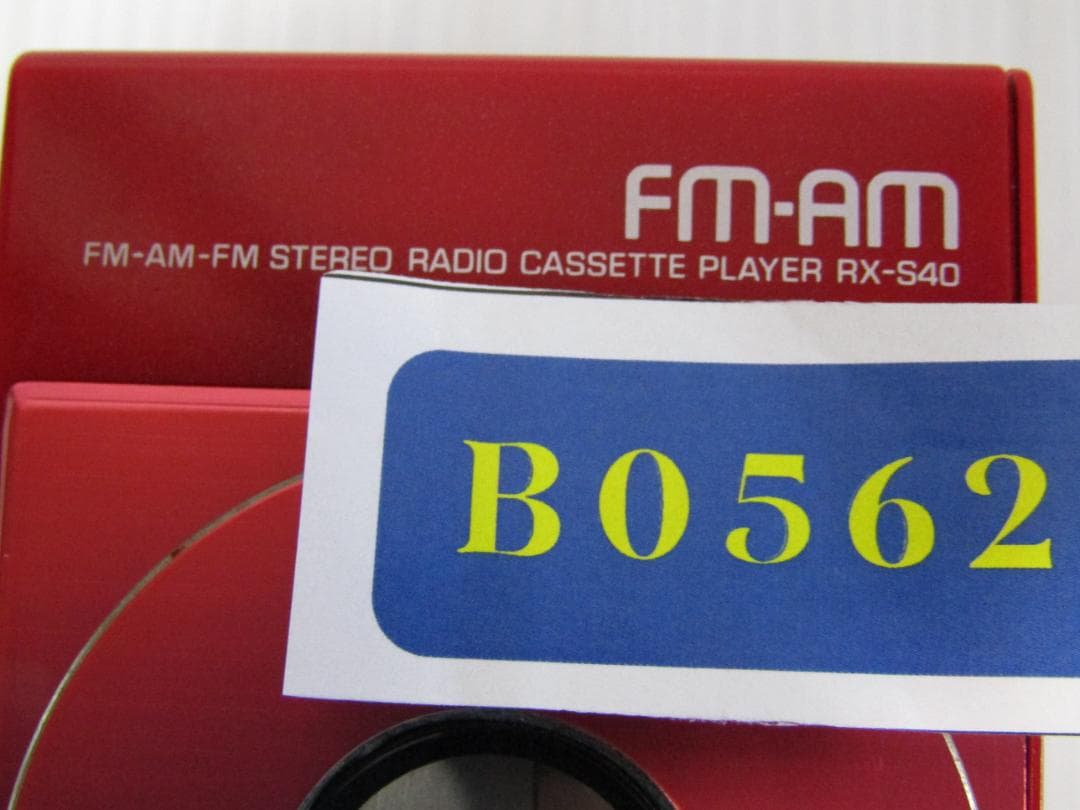 FM-AM
FM-AM-FM STEREO RADIO CASSETTE PLAYER RX-S40
B0562